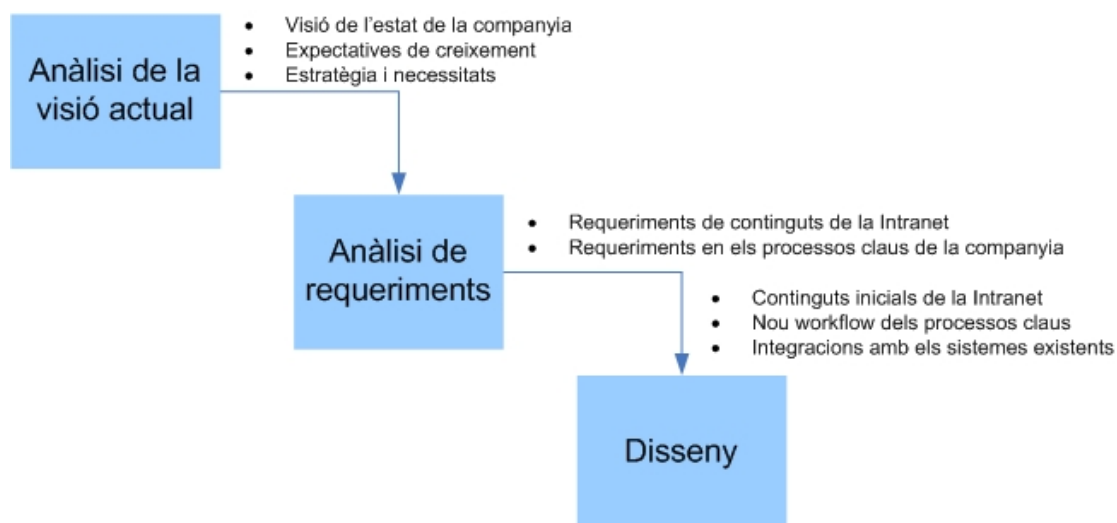 Anàlisi de la
visió actual
• Visió de l’estat de la companyia
• Expectatives de creixement
• Estratègia i necessitats
Anàlisi de
requeriments
• Requeriments de continguts de la Intranet
• Requeriments en els processos claus de la companyia
• Continguts inicials de la Intranet
• Nou workflow dels processos claus
• Integracions amb els sistemes existents
Disseny